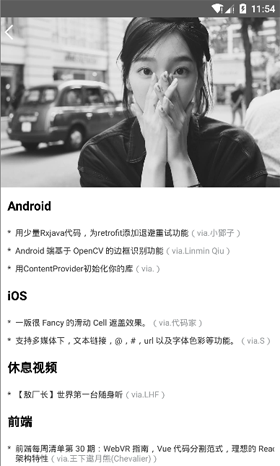 11:54
Android
* 用少量Rxjava代码，为retrofit添加退避重试功能（via.小鄧子）
* Android 端基于 OpenCV 的边框识别功能（via.Linmin Qiu）
* 用ContentProvider初始化你的库（via.）
iOS
* 一版很 Fancy 的滑动 Cell 遮盖效果。（via.代码家）
* 支持多媒体下，文本链接，@，#，url 以及字体色彩等功能。（via.S）
休息视频
* 【敖厂长】世界第一台随身听（via.LHF）
前端
* 前端每周清单第 30 期：WebVR 指南，Vue 代码分割范式，理想的 Reac
架构特性（via.王下邀月熊(Chevalier)）